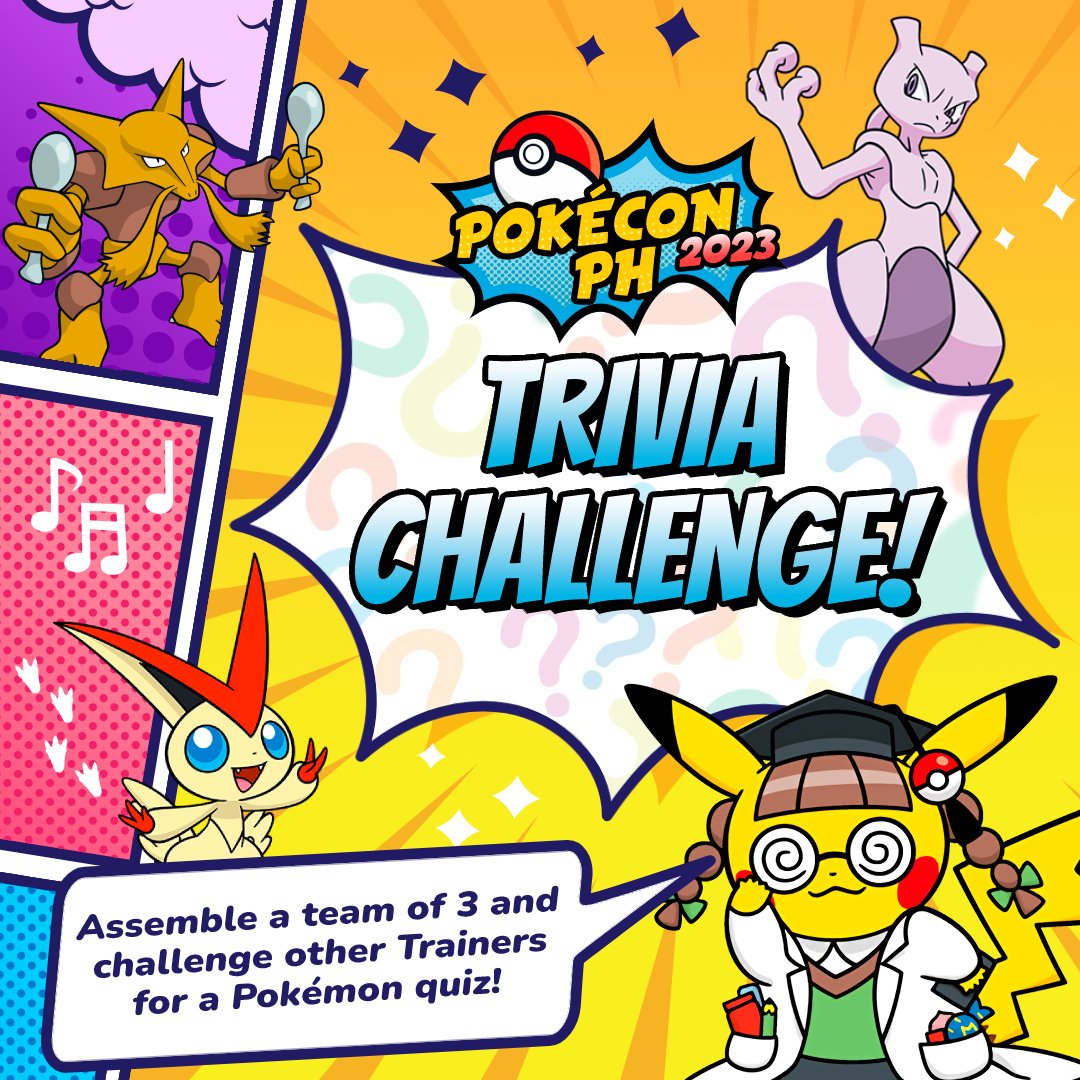 POKÉCON
PH 2023
TRIVIA
CHALLENGE!
Assemble a team of 3 and
challenge other Trainers
for a Pokémon quiz!